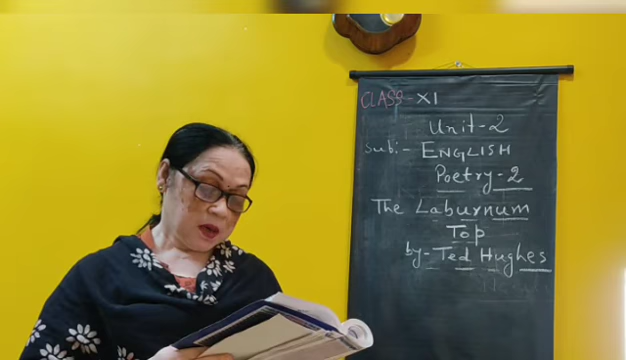 CLASS - XI
Unit-2
Sub:- ENGLISH
Poetry-2
The Laburnum
Top
by- Ted Hughes